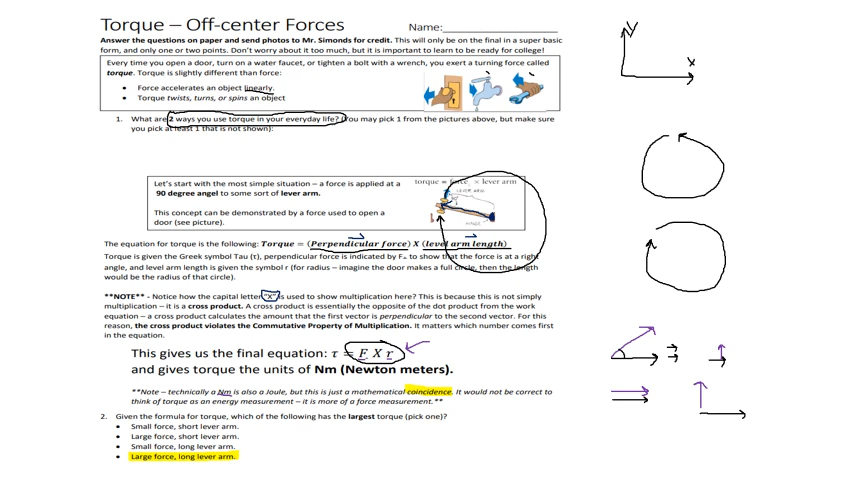 Torque – Off-center Forces
Name:
Answer the questions on paper and send photos to Mr. Simonds for credit. This will only be on the final in a super basic
form, and only one or two points. Don't worry about it too much, but it is important to learn to be ready for college!
Every time you open a door, turn on a water faucet, or tighten a bolt with a wrench, you exert a turning force called
torque. Torque is slightly different than force:
• Force accelerates an object linearly.
• Torque twists, turns, or spins an object
1. What are 2 ways you use torque in your everyday life? (You may pick 1 from the pictures above, but make sure
you pick at least 1 that is not shown):
Let's start with the most simple situation – a force is applied at a
90 degree angel to some sort of lever arm.
This concept can be demonstrated by a force used to open a
door (see picture).
torque = force × lever arm
LEVER ARM
HINGE
The equation for torque is the following: Torque = (Perpendicular force) X (level arm length)
Torque is given the Greek symbol Tau (τ), perpendicular force is indicated by F⊥ to show that the force is at a right
angle, and level arm length is given the symbol r (for radius – imagine the door makes a full circle, then the length
would be the radius of that circle).
**NOTE** - Notice how the capital letter "X" is used to show multiplication here? This is because this is not simply
multiplication – it is a cross product. A cross product is essentially the opposite of the dot product from the work
equation – a cross product calculates the amount that the first vector is perpendicular to the second vector. For this
reason, the cross product violates the Commutative Property of Multiplication. It matters which number comes first
in the equation.
This gives us the final equation: τ = F X r
and gives torque the units of Nm (Newton meters).
**Note – technically a Nm is also a Joule, but this is just a mathematical coincidence. It would not be correct to
think of torque as an energy measurement – it is more of a force measurement.**
2. Given the formula for torque, which of the following has the largest torque (pick one)?
• Small force, short lever arm.
• Large force, short lever arm.
• Small force, long lever arm.
• Large force, long lever arm.
y
x